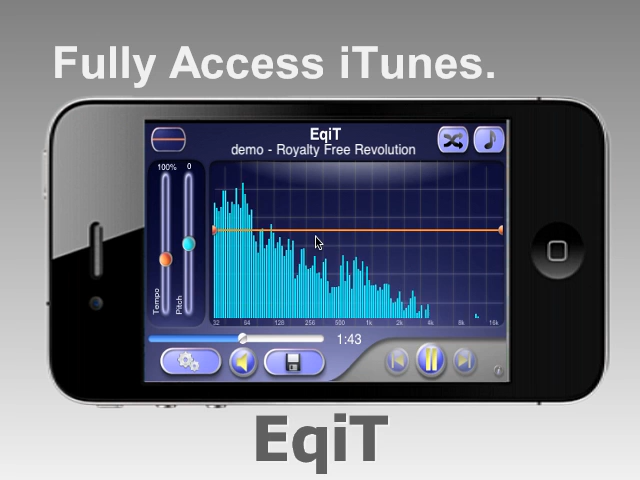 Fully Access iTunes.
EqiT
demo - Royalty Free Revolution
100% 0
Tempo
Pitch
32 64 125 256 500 1k 2k 4k 8k 16k
1:43
EqiT